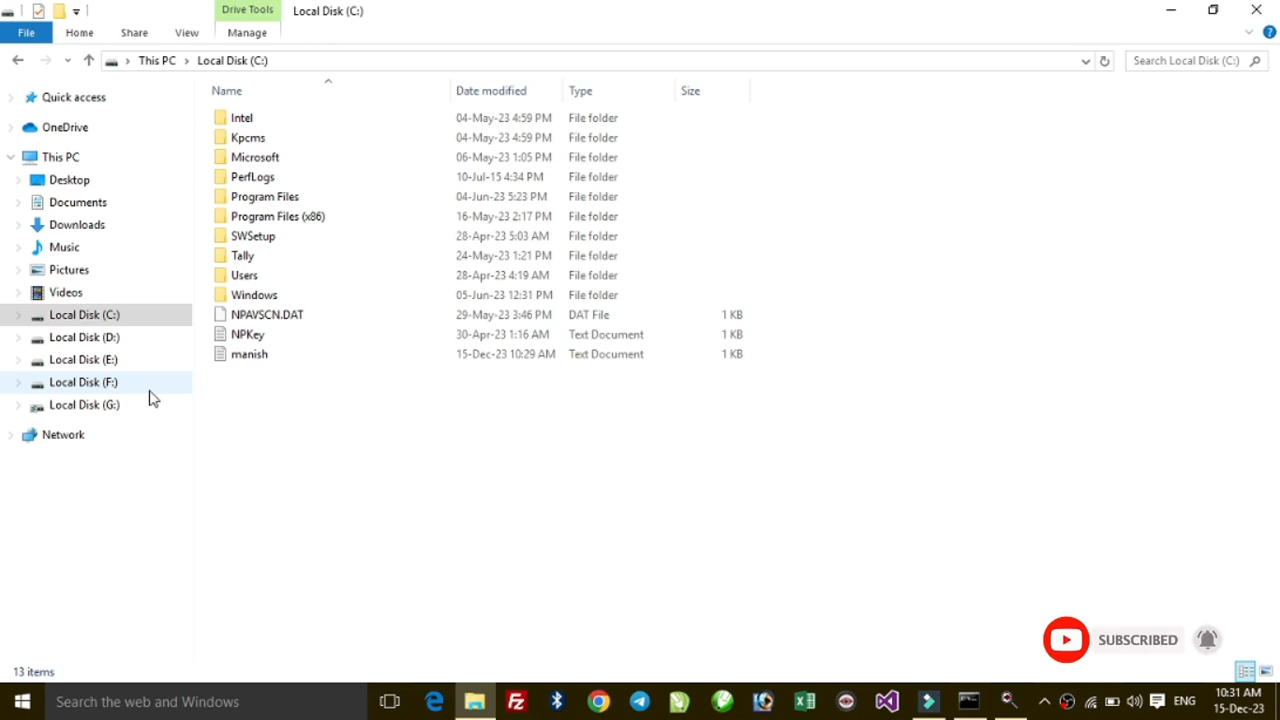 Drive Tools
Local Disk (C:)
File
Home
Share
View
Manage
This PC
Local Disk (C:)
Search Local Disk (C:)
Name
Date modified
Type
Size
Quick access
OneDrive
This PC
Desktop
Documents
Downloads
Music
Pictures
Videos
Local Disk (C:)
Local Disk (D:)
Local Disk (E:)
Local Disk (F:)
Local Disk (G:)
Network
Intel 04-May-23 4:59 PM File folder
Kpcms 04-May-23 4:59 PM File folder
Microsoft 06-May-23 1:05 PM File folder
PerfLogs 10-Jul-15 4:34 PM File folder
Program Files 04-Jun-23 5:23 PM File folder
Program Files (x86) 16-May-23 2:17 PM File folder
SWSetup 28-Apr-23 5:03 AM File folder
Tally 24-May-23 1:21 PM File folder
Users 28-Apr-23 4:19 AM File folder
Windows 05-Jun-23 12:31 PM File folder
NPAVSCN.DAT 29-May-23 3:46 PM DAT File 1 KB
NPKey 30-Apr-23 1:16 AM Text Document 1 KB
manish 15-Dec-23 10:29 AM Text Document 1 KB
SUBSCRIBED
13 items
Search the web and Windows
ENG
10:31 AM
15-Dec-23